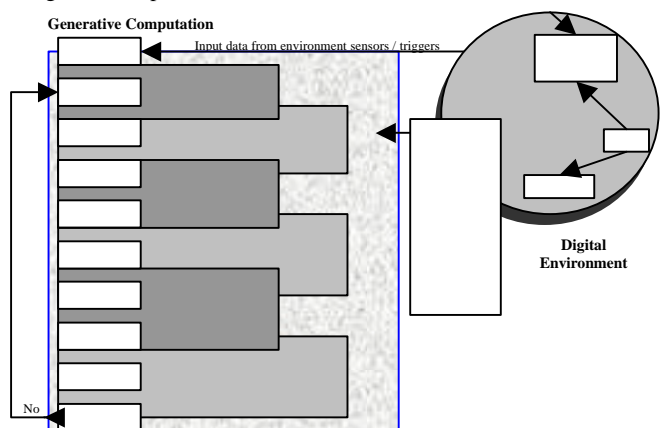 Generative Computation
Input data from environment sensors / triggers
Digital
Environment
No